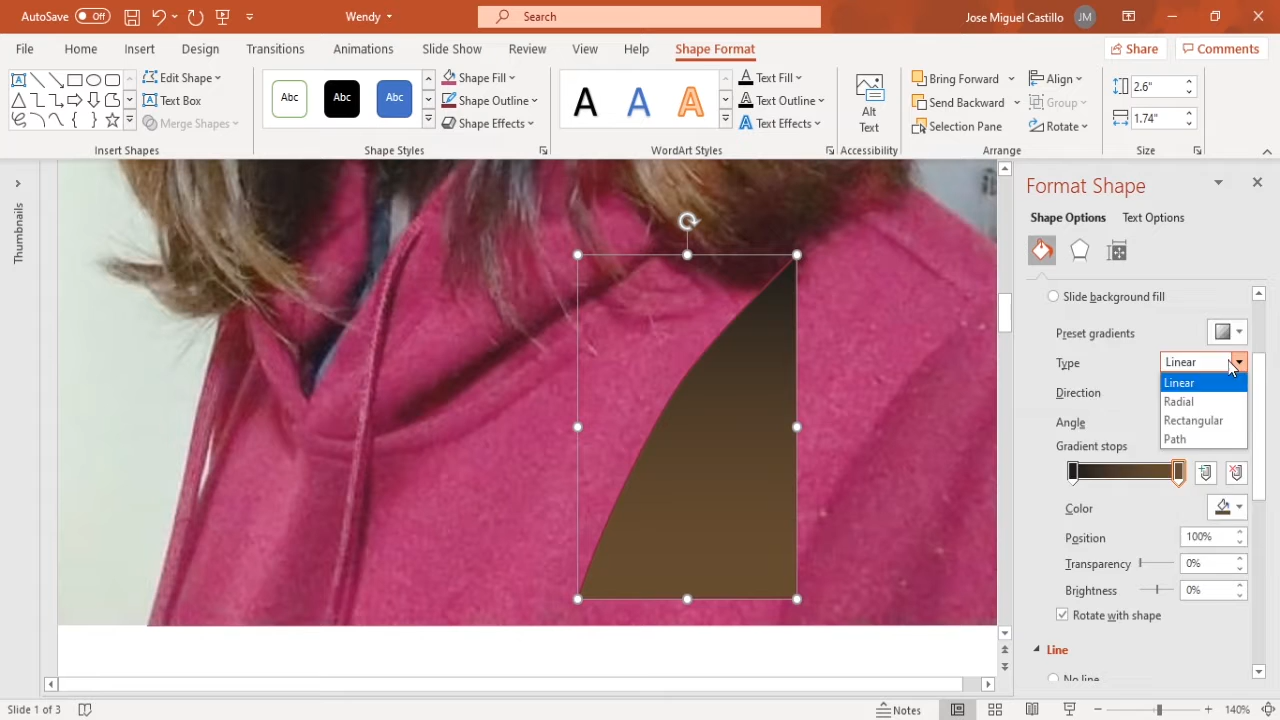 AutoSave Off Wendy Search Jose Miguel Castillo JM
File Home Insert Design Transitions Animations Slide Show Review View Help Shape Format Share Comments
Edit Shape
Text Box
Merge Shapes
Insert Shapes
Abc Abc Abc
Shape Fill
Shape Outline
Shape Effects
Shape Styles
A A A
Text Fill
Text Outline
Text Effects
WordArt Styles
Alt
Text
Accessibility
Bring Forward
Send Backward
Selection Pane
Align
Group
Rotate
Arrange
2.6"
1.74"
Size
Thumbnails
Format Shape
Shape Options Text Options
Slide background fill
Preset gradients
Type Linear
Linear
Radial
Rectangular
Path
Direction
Angle
Gradient stops
Color
Position 100%
Transparency 0%
Brightness 0%
Rotate with shape
Line
No line
Slide 1 of 3 Notes 140%